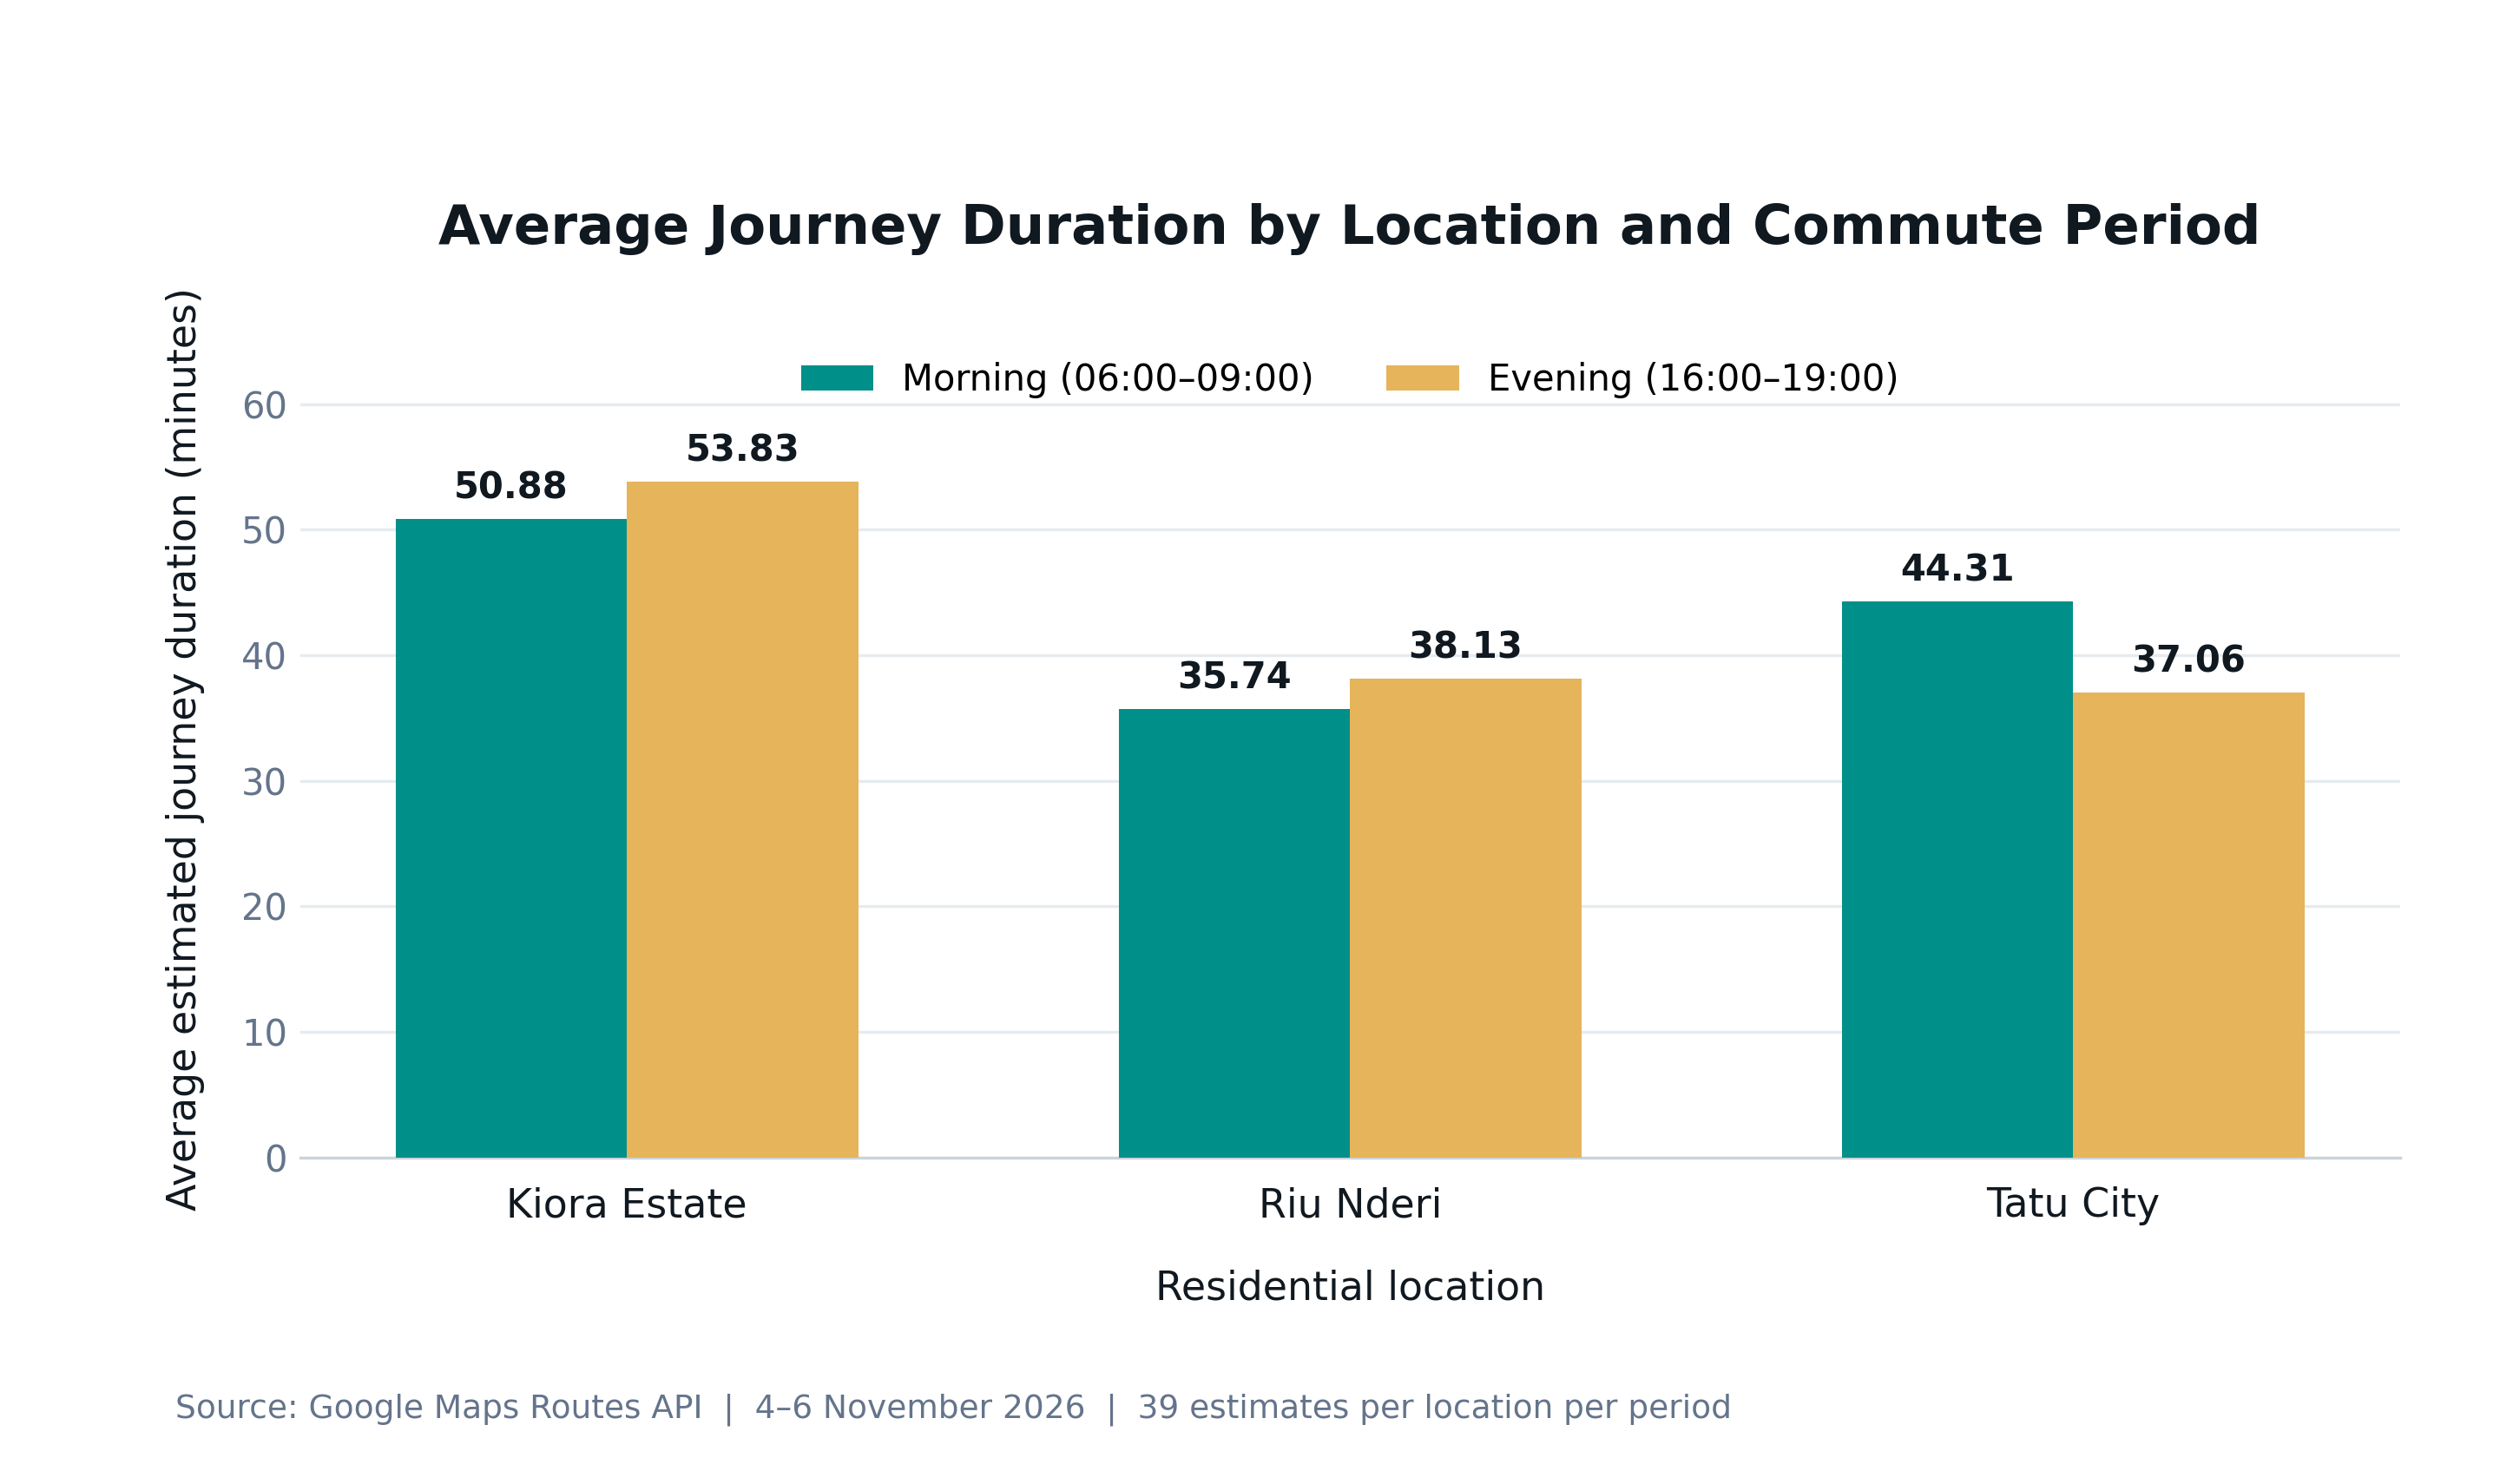 Average Journey Duration by Location and Commute Period
Average estimated journey duration (minutes)
Morning (06:00–09:00)
Evening (16:00–19:00)
60
50
40
30
20
10
0
50.88
53.83
35.74
38.13
44.31
37.06
Kiora Estate
Riu Nderi
Tatu City
Residential location
Source: Google Maps Routes API | 4–6 November 2026 | 39 estimates per location per period